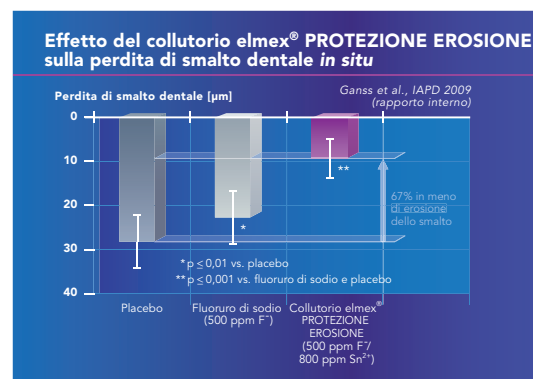 Effetto del collutorio elmex® PROTEZIONE EROSIONE
sulla perdita di smalto dentale in situ
Perdita di smalto dentale [µm]
Ganss et al., IAPD 2009
(rapporto interno)
0
10
20
30
40
*
**
67% in meno
di erosione
dello smalto
*p ≤ 0,01 vs. placebo
**p ≤ 0,001 vs. fluoruro di sodio e placebo
Placebo
Fluoruro di sodio
(500 ppm F⁻)
Collutorio elmex®
PROTEZIONE
EROSIONE
(500 ppm F⁻/
800 ppm Sn²⁺)